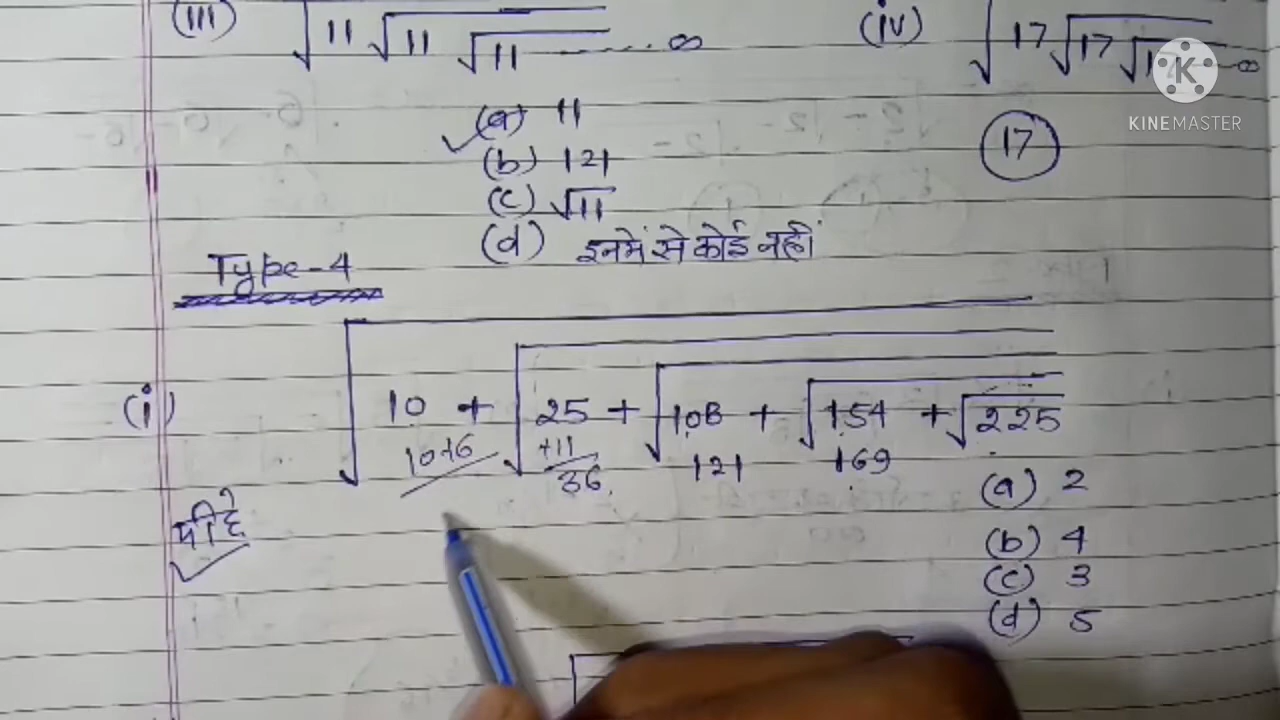 (iii) √11 √11 √11 ------ ∞ (iv) √17 √17 √17 --∞
KINEMASTER
(a) 11
17
(b) 121
(c) √11
(d) इनमें से कोई नहीं
Type-4
(i) √10 + √25 + √108 + √154 + √225
10+6 +11 121 169
36
(a) 2
पीछे
(b) 4
(c) 3
(d) 5